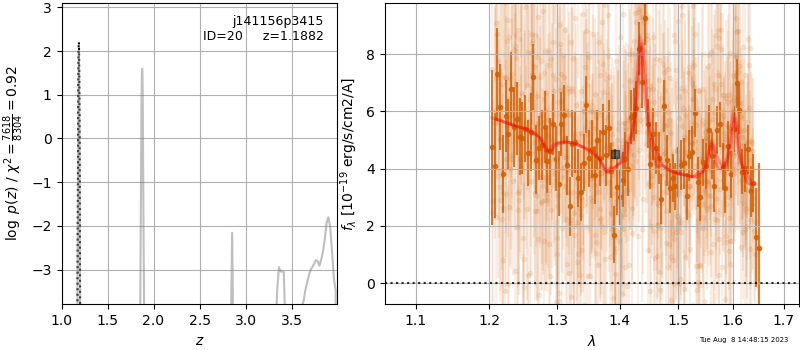 j141156p3415
ID=20 z=1.1882
log p(z) / χ² = 7618/8304 = 0.92
3
2
1
0
−1
−2
−3
1.0 1.5 2.0 2.5 3.0 3.5
z
fλ [10⁻¹⁹ erg/s/cm2/A]
8
6
4
2
0
1.1 1.2 1.3 1.4 1.5 1.6 1.7
λ
Tue Aug 8 14:48:15 2023